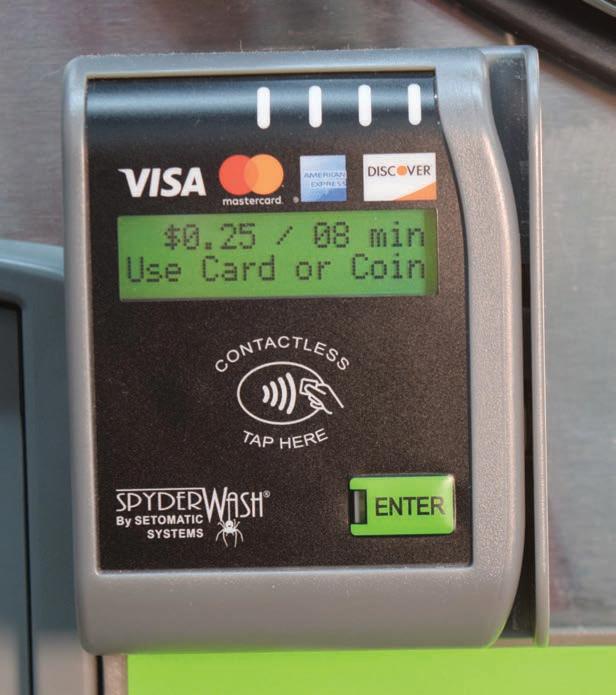 VISA
mastercard.
AMERICAN
EXPRESS
DISCOVER
$0.25 / 08 min
Use Card or Coin
CONTACTLESS
TAP HERE
SPYDERWASH®
By SETOMATIC
SYSTEMS
ENTER